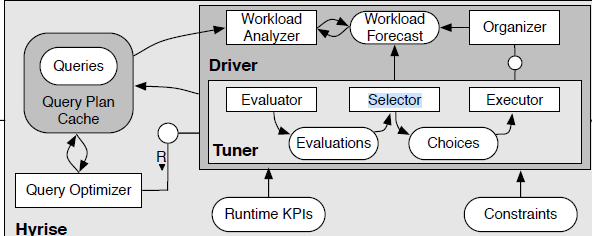 Workload
Analyzer
Workload
Forecast
Organizer
Queries
Query Plan
Cache
Driver
Evaluator
Selector
Executor
Evaluations
Choices
Tuner
R
Query Optimizer
Runtime KPIs
Constraints
Hyrise